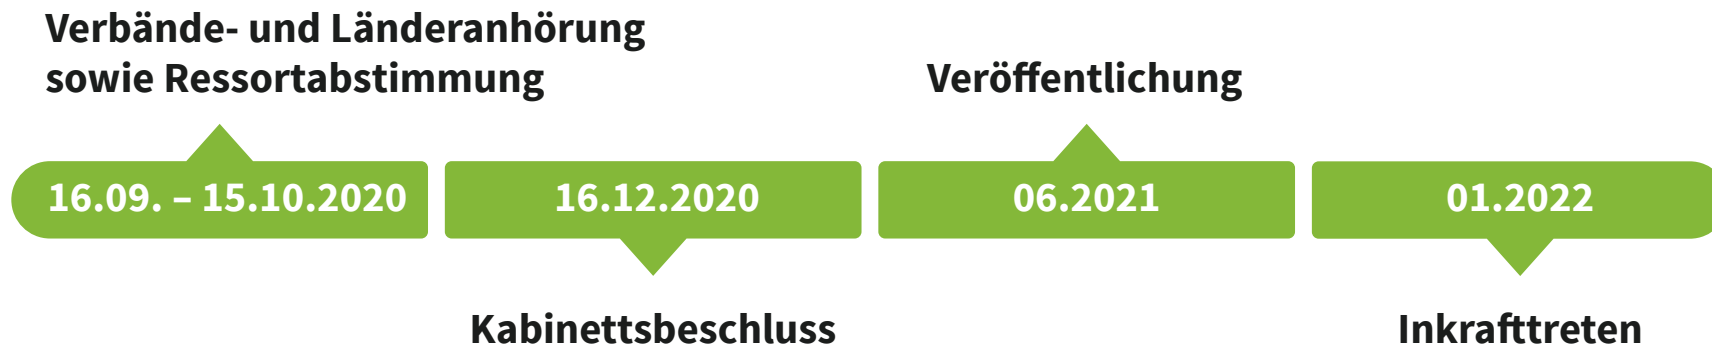 Verbände- und Länderanhörung
sowie Ressortabstimmung
Veröffentlichung
16.09. – 15.10.2020
16.12.2020
06.2021
01.2022
Kabinettsbeschluss
Inkrafttreten